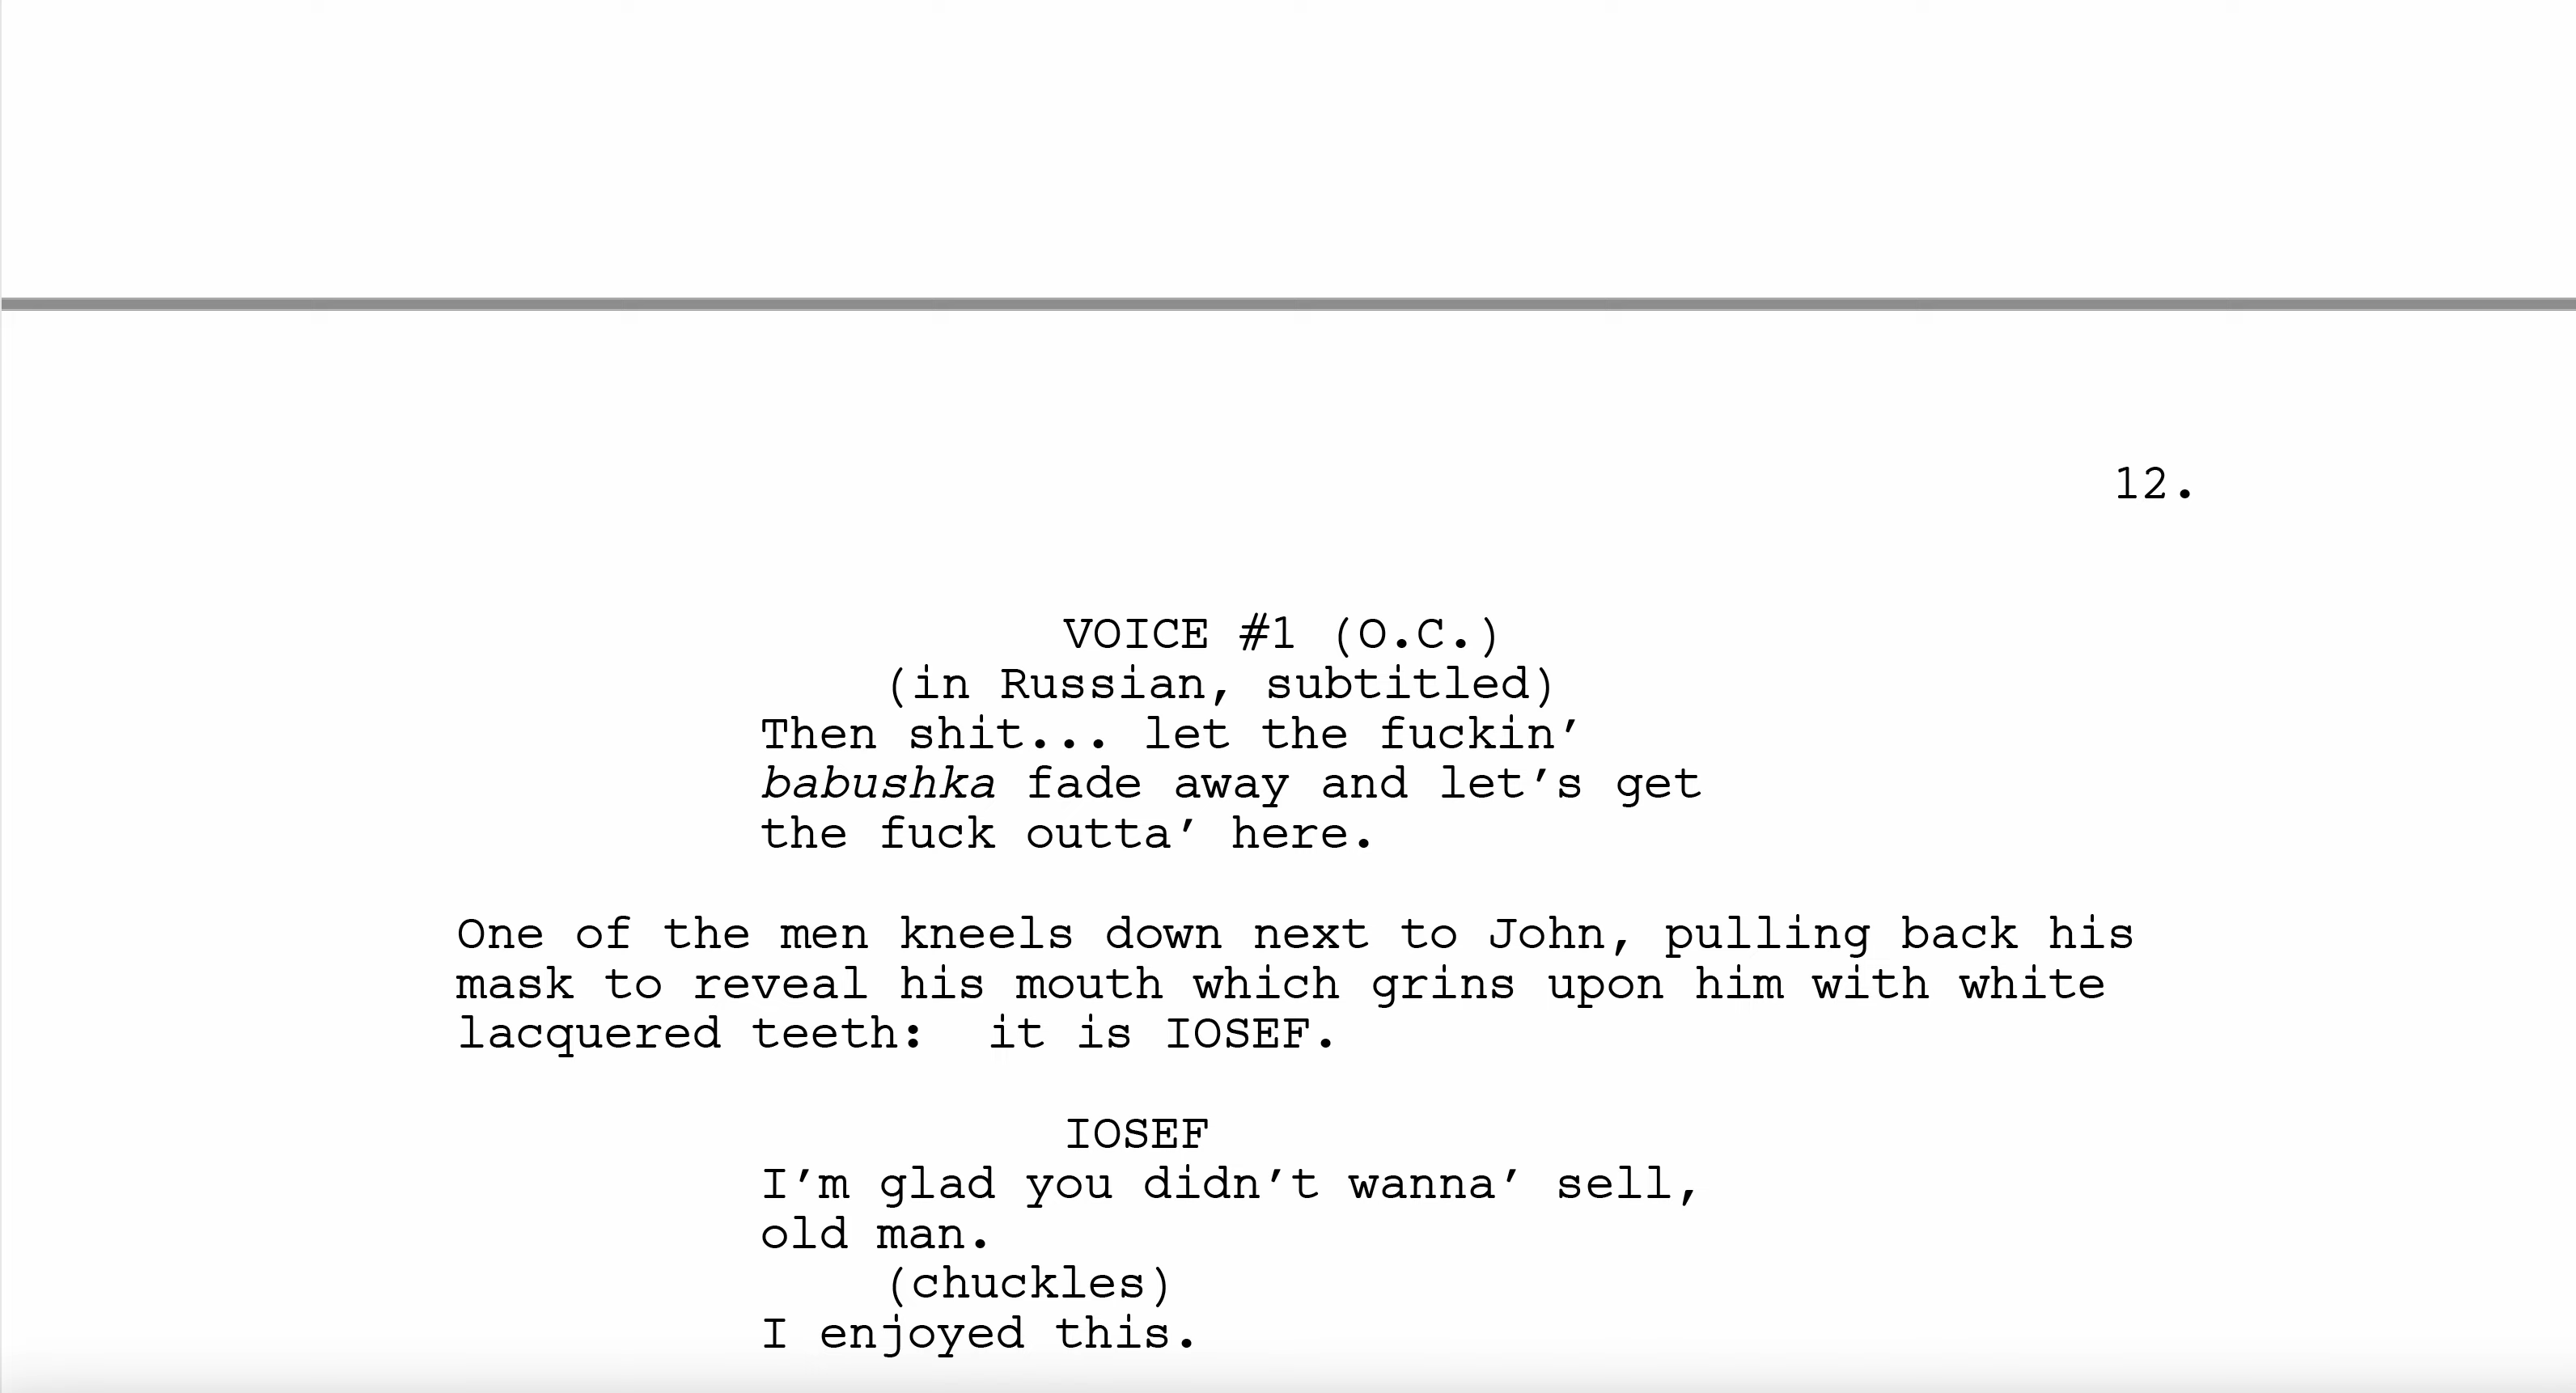 12.
VOICE #1 (O.C.)
(in Russian, subtitled)
Then shit... let the fuckin’
babushka fade away and let’s get
the fuck outta’ here.
One of the men kneels down next to John, pulling back his
mask to reveal his mouth which grins upon him with white
lacquered teeth:  it is IOSEF.
IOSEF
I’m glad you didn’t wanna’ sell,
old man.
(chuckles)
I enjoyed this.